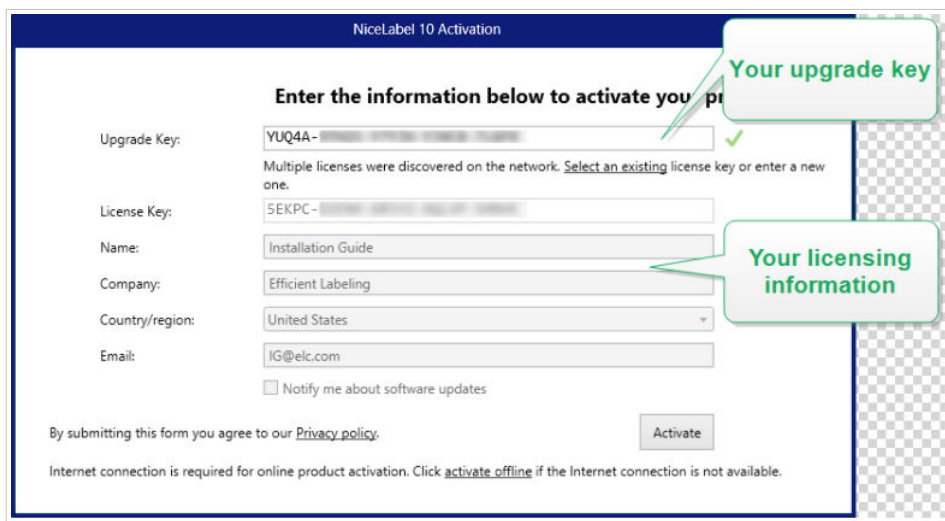 NiceLabel 10 Activation
Your upgrade key
Enter the information below to activate your pr
Upgrade Key:
YUQ4A-
Multiple licenses were discovered on the network. Select an existing license key or enter a new
one.
License Key:
5EKPC-
Name:
Installation Guide
Your licensing
information
Company:
Efficient Labeling
Country/region:
United States
Email:
IG@elc.com
Notify me about software updates
By submitting this form you agree to our Privacy policy.
Activate
Internet connection is required for online product activation. Click activate offline if the Internet connection is not available.